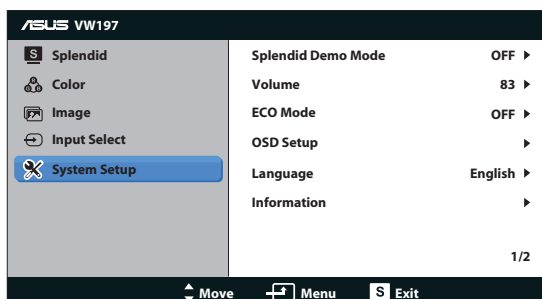 ASUS VW197
S Splendid
Color
Image
Input Select
System Setup
Splendid Demo Mode OFF
Volume 83
ECO Mode OFF
OSD Setup
Language English
Information
1/2
Move Menu S Exit